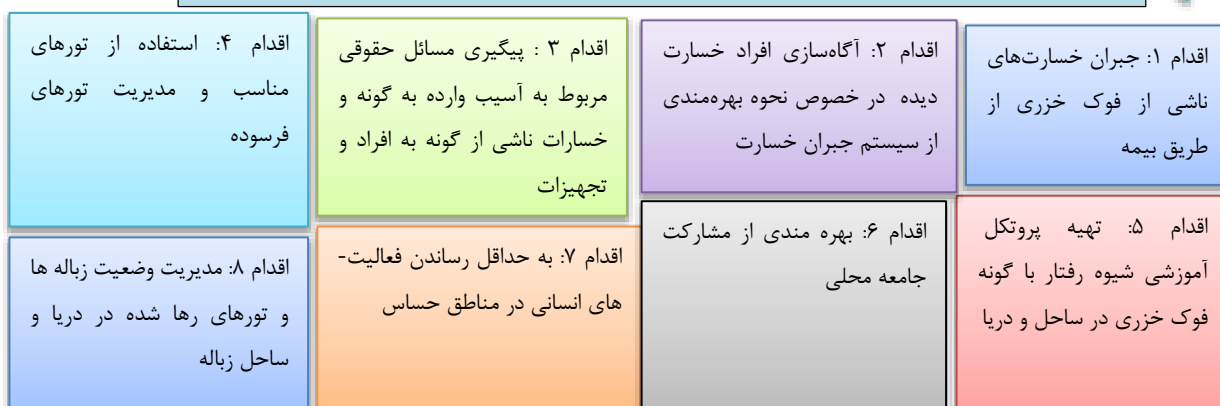 اقدام ۱: جبران خسارت‌های
ناشی از فوک خزری از
طریق بیمه
اقدام ۲: آگاه‌سازی افراد خسارت
دیده در خصوص نحوه بهره‌مندی
از سیستم جبران خسارت
اقدام ۳ : پیگیری مسائل حقوقی
مربوط به آسیب وارده به گونه و
خسارات ناشی از گونه به افراد و
تجهیزات
اقدام ۴: استفاده از تورهای
مناسب و مدیریت تورهای
فرسوده
اقدام ۵: تهیه پروتکل
آموزشی شیوه رفتار با گونه
فوک خزری در ساحل و دریا
اقدام ۶: بهره مندی از مشارکت
جامعه محلی
اقدام ۷: به حداقل رساندن فعالیت-
های انسانی در مناطق حساس
اقدام ۸: مدیریت وضعیت زباله ها
و تورهای رها شده در دریا و
ساحل زباله